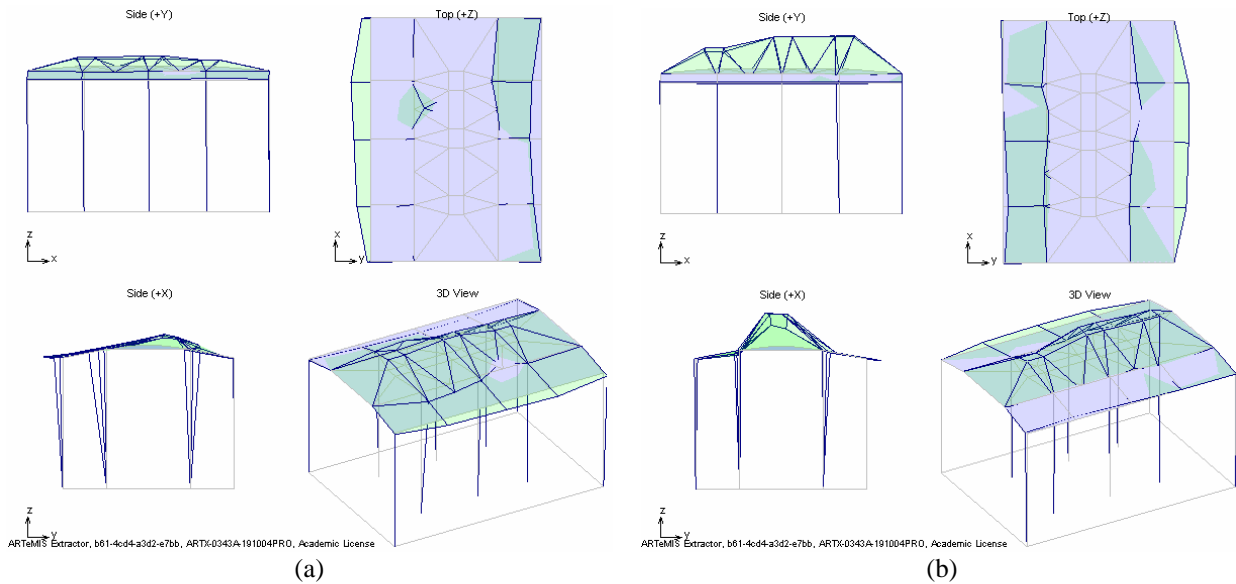 Side (+Y)
Top (+Z)
z
x
x
y
Side (+X)
3D View
z
y
ARTeMIS Extractor, b61-4cd4-a3d2-e7bb, ARTX-0343A-191004PRO, Academic License
(a)
Side (+Y)
Top (+Z)
z
x
x
y
Side (+X)
3D View
z
y
ARTeMIS Extractor, b61-4cd4-a3d2-e7bb, ARTX-0343A-191004PRO, Academic License
(b)